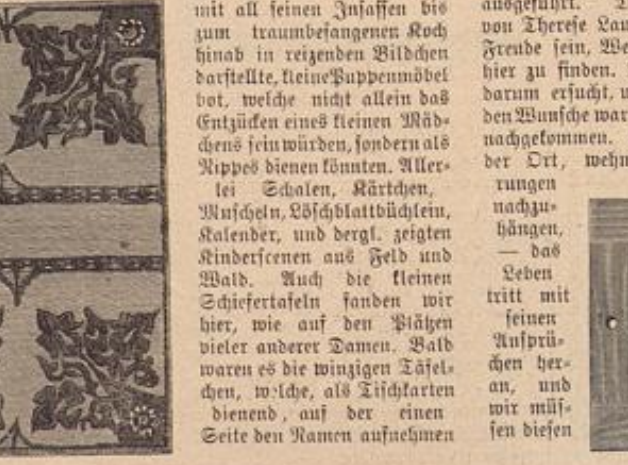 mit all seinen Insassen bis
zum traumbefangenen Koch
hinab in reizenden Bildchen
darstellte, kleine Puppenmöbel
bot, welche nicht allein das
Entzücken eines kleinen Mäd-
chens sein würden, sondern als
Nippes dienen könnten. Aller-
lei Schalen, Kärtchen,
Muscheln, Löschblattbüchlein,
Kalender, und dergl. zeigten
Kinderscenen aus Feld und
Wald. Auch die kleinen
Schiefertafeln fanden wir
hier, wie auf den Plätzen
vieler anderer Damen. Bald
waren es die winzigen Täfel-
chen, welche, als Tischkarten
dienend, auf der einen
Seite den Namen aufnehmen
ausgeführt.
von Therese Lau
Freude sein, We
hier zu finden.
darum ersucht, u
den Wunsche war
nachgekommen.
der Ort, wehm
rungen
nachzu-
hängen,
— das
Leben
tritt mit
seinen
Ansprü-
chen her-
an, und
wir müs-
sen diesen